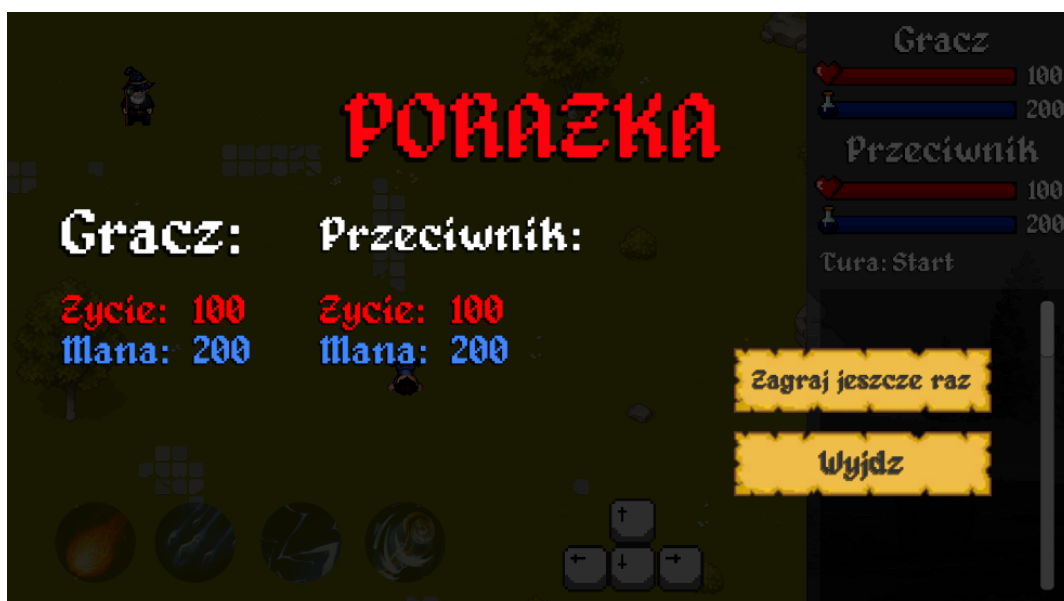 Gracz
100
200
PORAZKA
Przeciwnik
100
200
Gracz: Przeciwnik:
Tura: Start
Zycie: 100 Zycie: 100
Mana: 200 Mana: 200
Zagraj jeszcze raz
Wyjdz